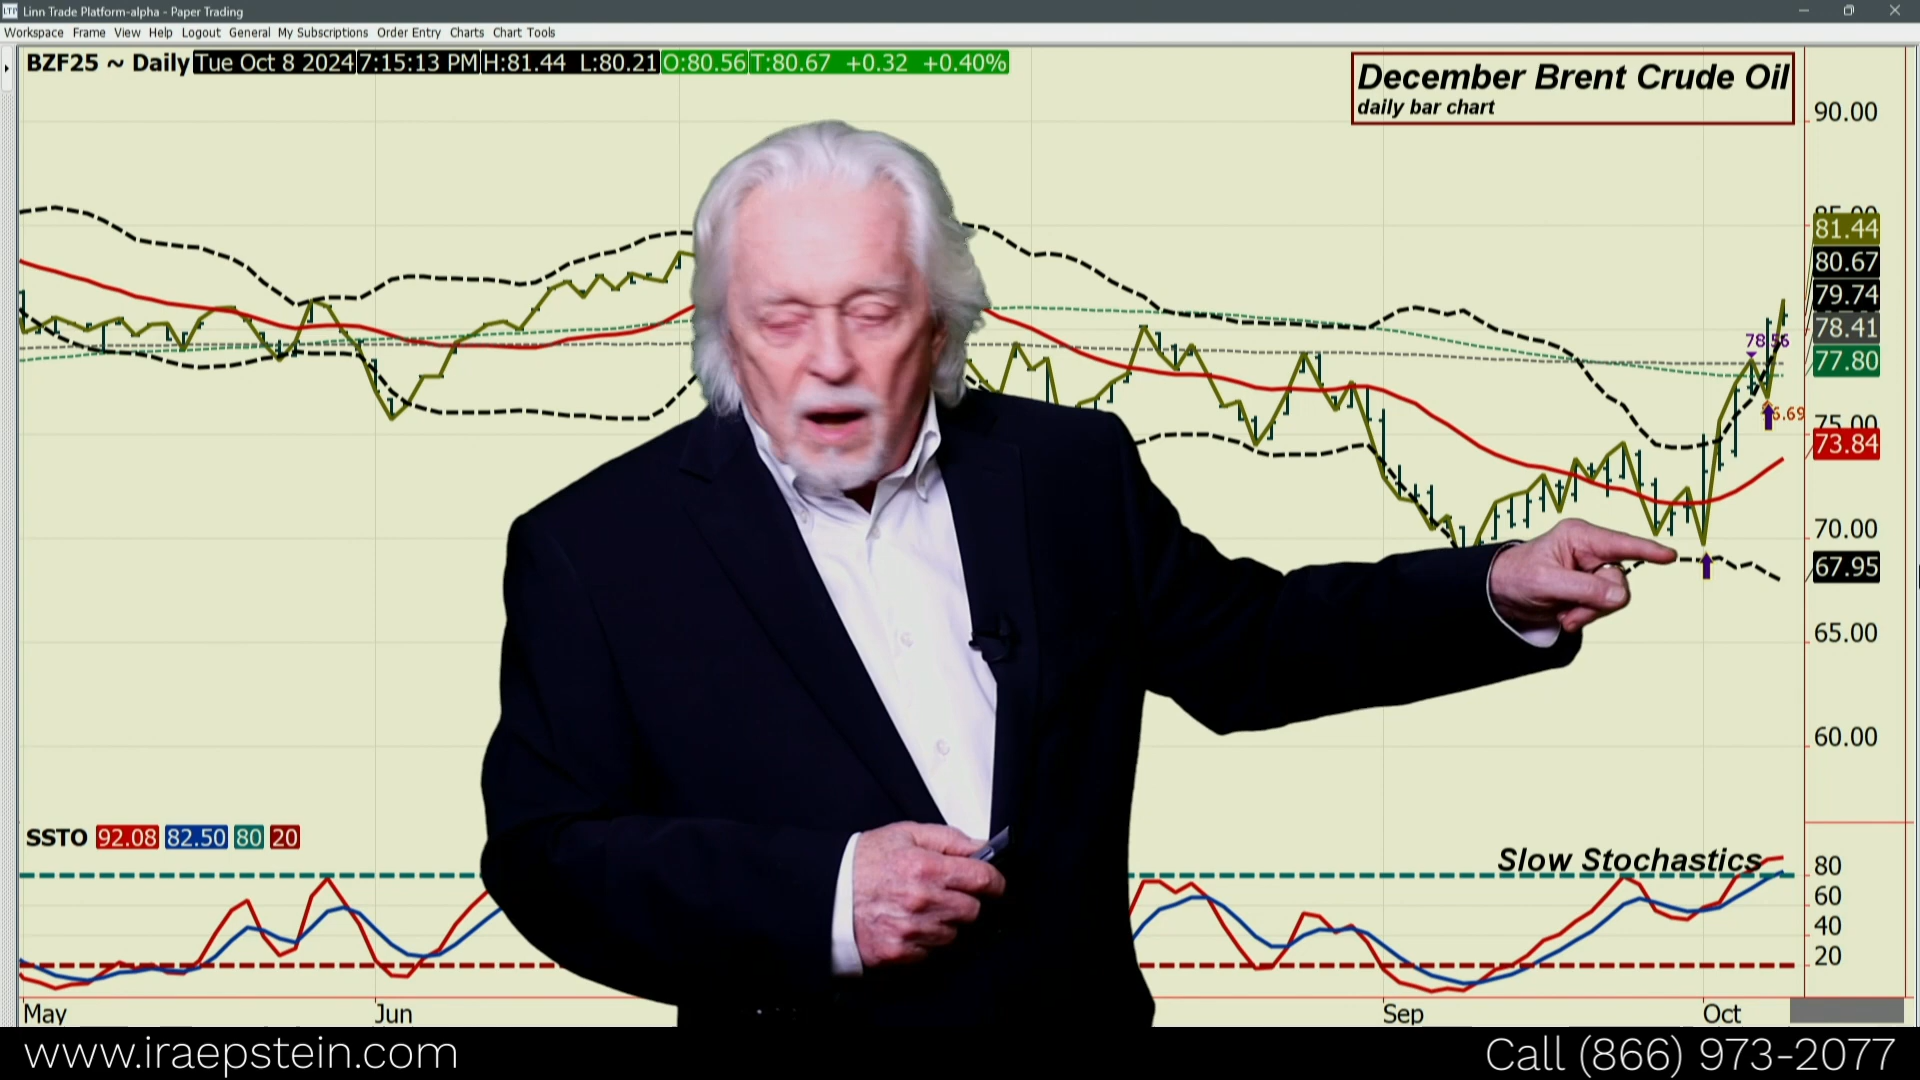 LTP Linn Trade Platform-alpha - Paper Trading
Workspace Frame View Help Logout General My Subscriptions Order Entry Charts Chart Tools
BZF25 ~ Daily Tue Oct 8 2024 7:15:13 PM H:81.44 L:80.21 O:80.56 T:80.67 +0.32 +0.40%
December Brent Crude Oil
daily bar chart
90.00
85.00
81.44
80.67
79.74
78.41
77.80
78.56
75.00
73.84
70.00
67.95
65.00
60.00
SSTO 92.08 82.50 80 20
Slow Stochastics
80
60
40
20
May Jun Sep Oct
www.iraepstein.com
Call (866) 973-2077